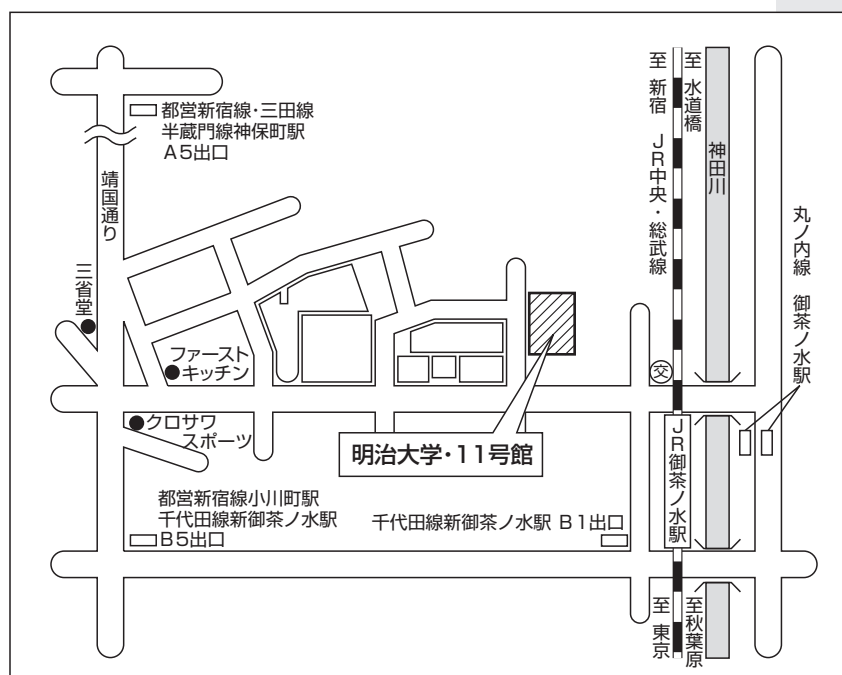 都営新宿線・三田線
半蔵門線神保町駅
A5出口
靖国通り
三省堂
ファースト
キッチン
クロサワ
スポーツ
明治大学・11号館
都営新宿線小川町駅
千代田線新御茶ノ水駅
B5出口
千代田線新御茶ノ水駅 B1出口
至 新宿
至 水道橋
JR中央・総武線
神田川
丸ノ内線 御茶ノ水駅
交
JR御茶ノ水駅
至 東京
至 秋葉原